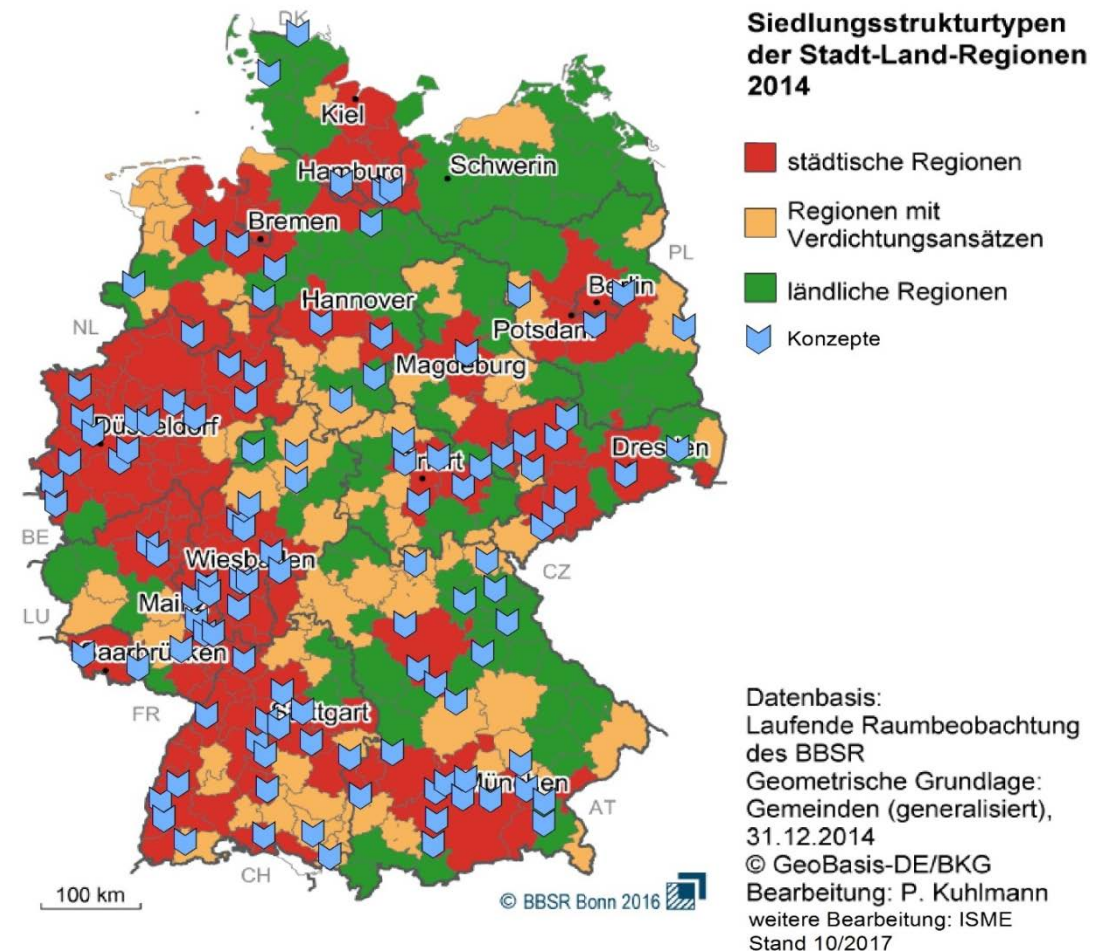 Siedlungsstrukturtypen
der Stadt-Land-Regionen
2014
städtische Regionen
Regionen mit
Verdichtungsansätzen
ländliche Regionen
Konzepte
DK
Kiel
Hamburg
Schwerin
Bremen
PL
Berlin
Hannover
NL
Potsdam
Magdeburg
Düsseldorf
Dresden
BE
Wiesbaden
CZ
Mainz
LU
Saarbrücken
FR
Stuttgart
München
AT
CH
100 km
© BBSR Bonn 2016
Datenbasis:
Laufende Raumbeobachtung
des BBSR
Geometrische Grundlage:
Gemeinden (generalisiert),
31.12.2014
© GeoBasis-DE/BKG
Bearbeitung: P. Kuhlmann
weitere Bearbeitung: ISME
Stand 10/2017